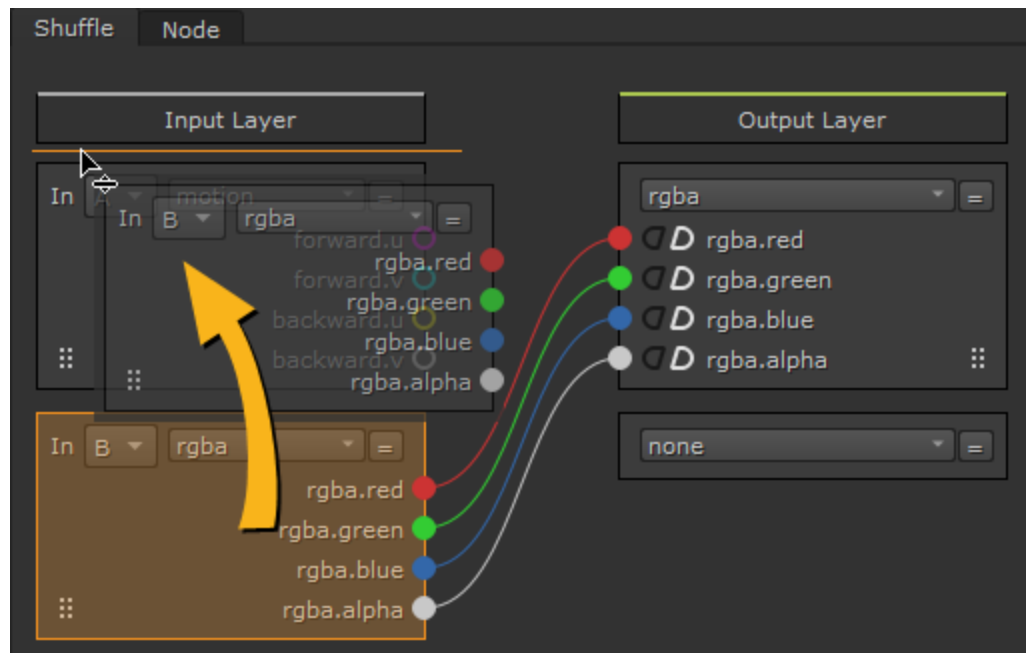 Shuffle Node
Input Layer
In A motion =
forward.u
forward.v
backward.u
backward.v
In B rgba =
rgba.red
rgba.green
rgba.blue
rgba.alpha
In B rgba =
rgba.red
rgba.green
rgba.blue
rgba.alpha
Output Layer
rgba =
rgba.red
rgba.green
rgba.blue
rgba.alpha
none =